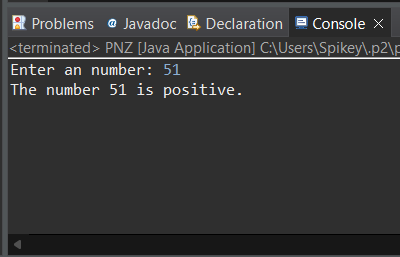 Problems @ Javadoc Declaration Console
<terminated> PNZ [Java Application] C:\Users\Spikey\.p2\p
Enter an number: 51
The number 51 is positive.